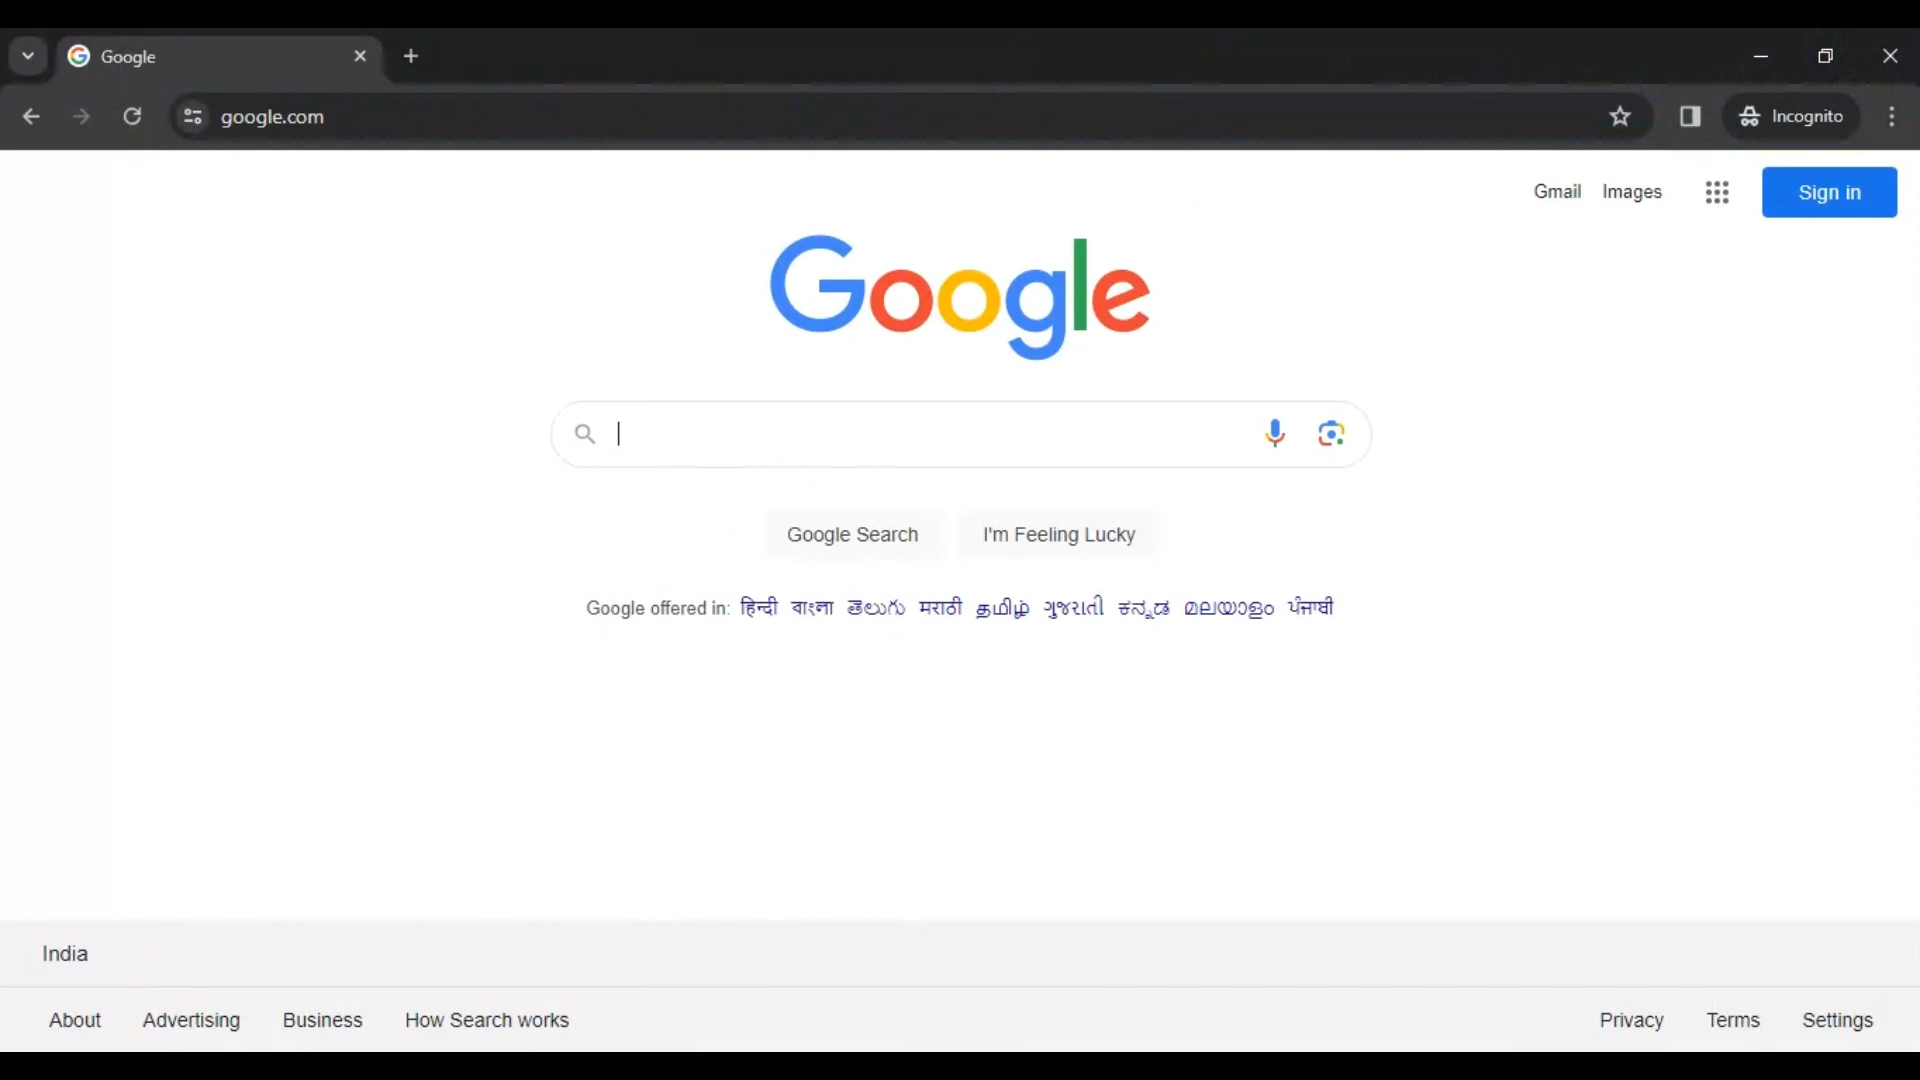 Google
google.com
Incognito
Gmail Images Sign in
Google
Google Search I'm Feeling Lucky
Google offered in: हिन्दी বাংলা తెలుగు मराठी தமிழ் ગુજરાતી ಕನ್ನಡ മലയാളം ਪੰਜਾਬੀ
India
About Advertising Business How Search works Privacy Terms Settings